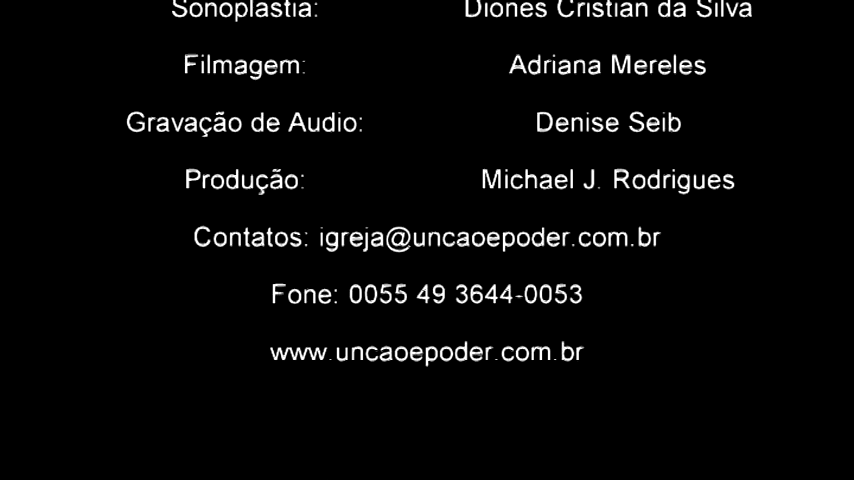 Sonoplastia: Diones Cristian da Silva
Filmagem: Adriana Mereles
Gravação de Audio: Denise Seib
Produção: Michael J. Rodrigues
Contatos: igreja@uncaoepoder.com.br
Fone: 0055 49 3644-0053
www.uncaoepoder.com.br